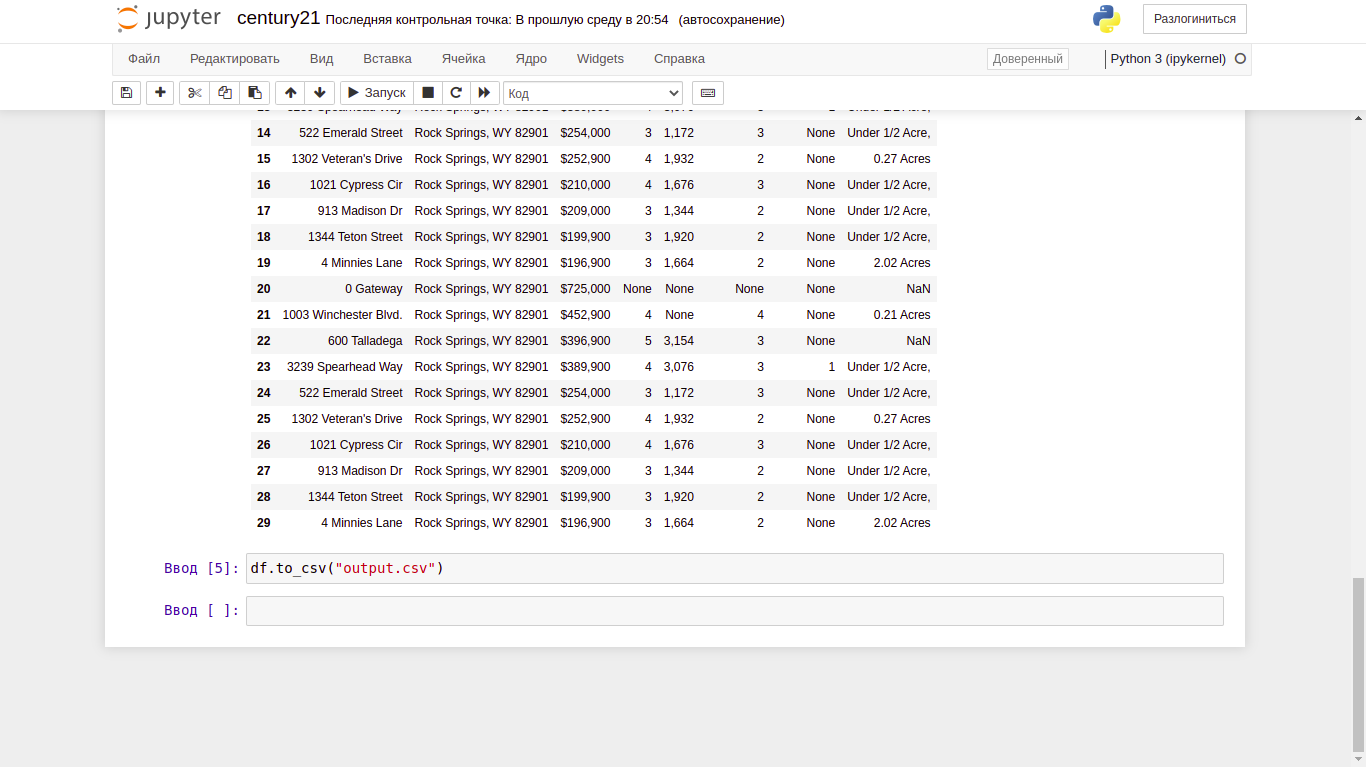 jupyter century21 Последняя контрольная точка: В прошлую среду в 20:54 (автосохранение) Разлогиниться
Файл Редактировать Вид Вставка Ячейка Ядро Widgets Справка Доверенный Python 3 (ipykernel)
Запуск Код
14 522 Emerald Street Rock Springs, WY 82901 $254,000 3 1,172 3 None Under 1/2 Acre,
15 1302 Veteran's Drive Rock Springs, WY 82901 $252,900 4 1,932 2 None 0.27 Acres
16 1021 Cypress Cir Rock Springs, WY 82901 $210,000 4 1,676 3 None Under 1/2 Acre,
17 913 Madison Dr Rock Springs, WY 82901 $209,000 3 1,344 2 None Under 1/2 Acre,
18 1344 Teton Street Rock Springs, WY 82901 $199,900 3 1,920 2 None Under 1/2 Acre,
19 4 Minnies Lane Rock Springs, WY 82901 $196,900 3 1,664 2 None 2.02 Acres
20 0 Gateway Rock Springs, WY 82901 $725,000 None None None None NaN
21 1003 Winchester Blvd. Rock Springs, WY 82901 $452,900 4 None 4 None 0.21 Acres
22 600 Talladega Rock Springs, WY 82901 $396,900 5 3,154 3 None NaN
23 3239 Spearhead Way Rock Springs, WY 82901 $389,900 4 3,076 3 1 Under 1/2 Acre,
24 522 Emerald Street Rock Springs, WY 82901 $254,000 3 1,172 3 None Under 1/2 Acre,
25 1302 Veteran's Drive Rock Springs, WY 82901 $252,900 4 1,932 2 None 0.27 Acres
26 1021 Cypress Cir Rock Springs, WY 82901 $210,000 4 1,676 3 None Under 1/2 Acre,
27 913 Madison Dr Rock Springs, WY 82901 $209,000 3 1,344 2 None Under 1/2 Acre,
28 1344 Teton Street Rock Springs, WY 82901 $199,900 3 1,920 2 None Under 1/2 Acre,
29 4 Minnies Lane Rock Springs, WY 82901 $196,900 3 1,664 2 None 2.02 Acres
Ввод [5]: df.to_csv("output.csv")
Ввод [ ]: